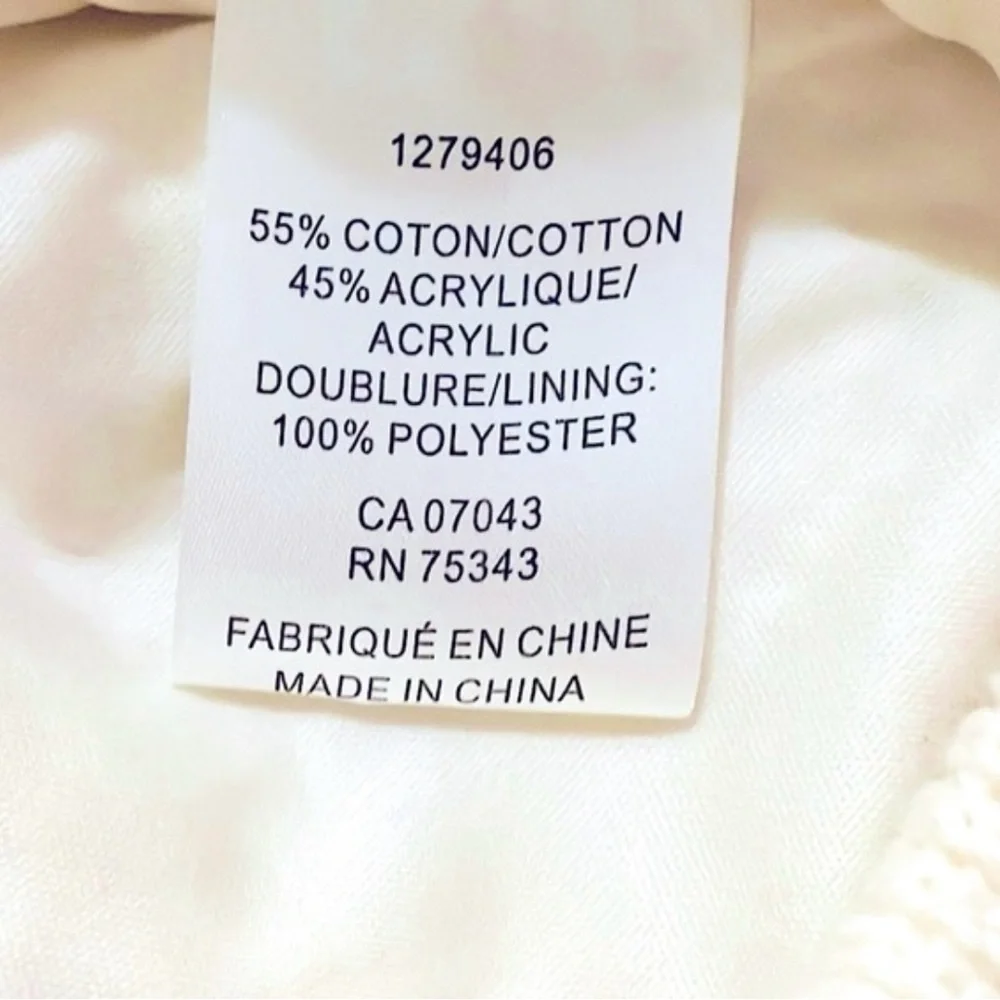 1279406
55% COTON/COTTON
45% ACRYLIQUE/
ACRYLIC
DOUBLURE/LINING:
100% POLYESTER
CA 07043
RN 75343
FABRIQUÉ EN CHINE
MADE IN CHINA